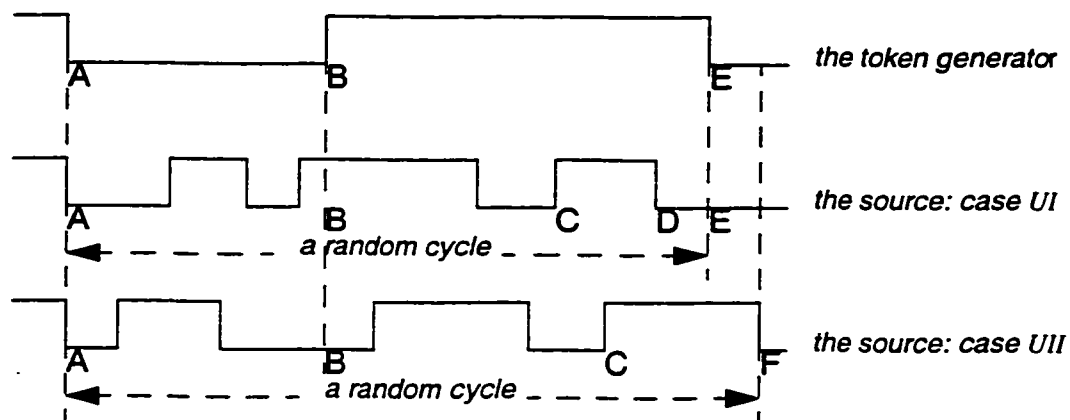 A B E the token generator
A B C D E the source: case UI
a random cycle
A B C F the source: case UII
a random cycle